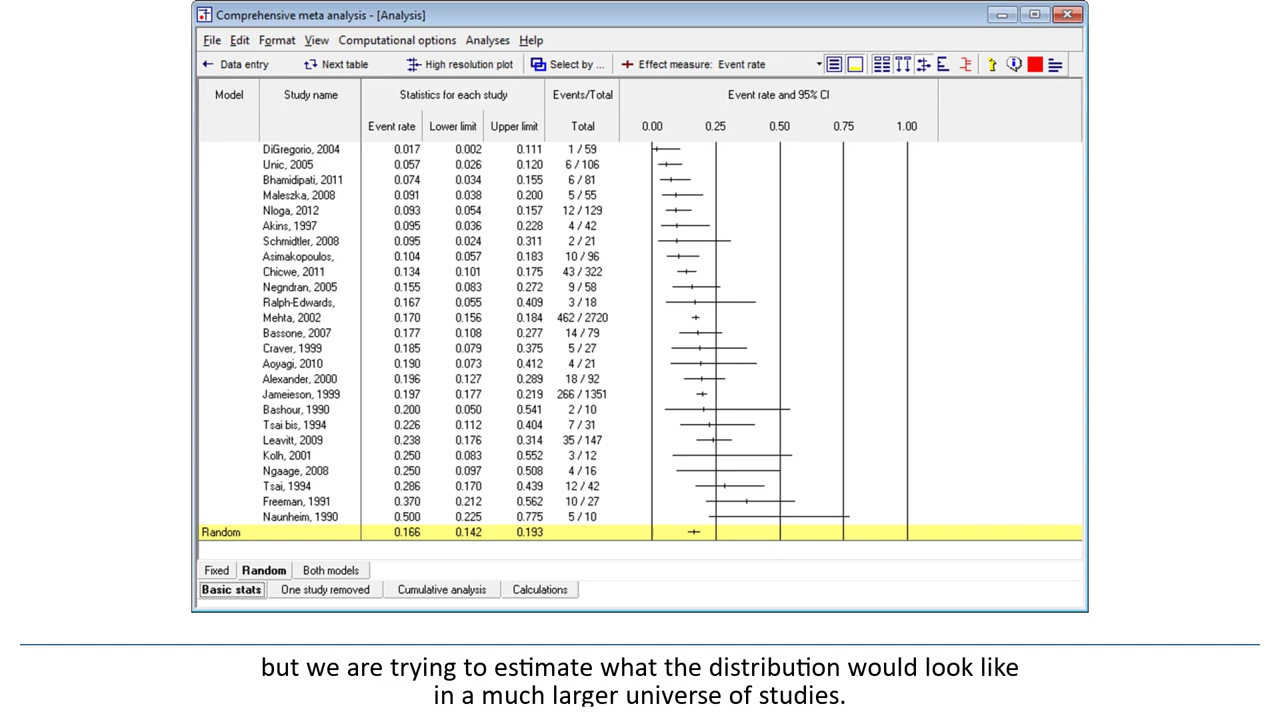 Comprehensive meta analysis - [Analysis]
File Edit Format View Computational options Analyses Help
Data entry Next table High resolution plot Select by ... Effect measure: Event rate
Model Study name Statistics for each study Events/Total Event rate and 95% CI
Event rate Lower limit Upper limit Total 0.00 0.25 0.50 0.75 1.00
DiGregorio, 2004 0.017 0.002 0.111 1 / 59
Unic, 2005 0.057 0.026 0.120 6 / 106
Bhamidipati, 2011 0.074 0.034 0.155 6 / 81
Maleszka, 2008 0.091 0.038 0.200 5 / 55
Nloga, 2012 0.093 0.054 0.157 12 / 129
Akins, 1997 0.095 0.036 0.228 4 / 42
Schmidtler, 2008 0.095 0.024 0.311 2 / 21
Asimakopoulos, 0.104 0.057 0.183 10 / 96
Chicwe, 2011 0.134 0.101 0.175 43 / 322
Negndran, 2005 0.155 0.083 0.272 9 / 58
Ralph-Edwards, 0.167 0.055 0.409 3 / 18
Mehta, 2002 0.170 0.156 0.184 462 / 2720
Bassone, 2007 0.177 0.108 0.277 14 / 79
Craver, 1999 0.185 0.079 0.375 5 / 27
Aoyagi, 2010 0.190 0.073 0.412 4 / 21
Alexander, 2000 0.196 0.127 0.289 18 / 92
Jameieson, 1999 0.197 0.177 0.219 266 / 1351
Bashour, 1990 0.200 0.050 0.541 2 / 10
Tsai bis, 1994 0.226 0.112 0.404 7 / 31
Leavitt, 2009 0.238 0.176 0.314 35 / 147
Kolh, 2001 0.250 0.083 0.552 3 / 12
Ngaage, 2008 0.250 0.097 0.508 4 / 16
Tsai, 1994 0.286 0.170 0.439 12 / 42
Freeman, 1991 0.370 0.212 0.562 10 / 27
Naunheim, 1990 0.500 0.225 0.775 5 / 10
Random 0.166 0.142 0.193
Fixed Random Both models
Basic stats One study removed Cumulative analysis Calculations
but we are trying to estimate what the distribution would look like
in a much larger universe of studies.